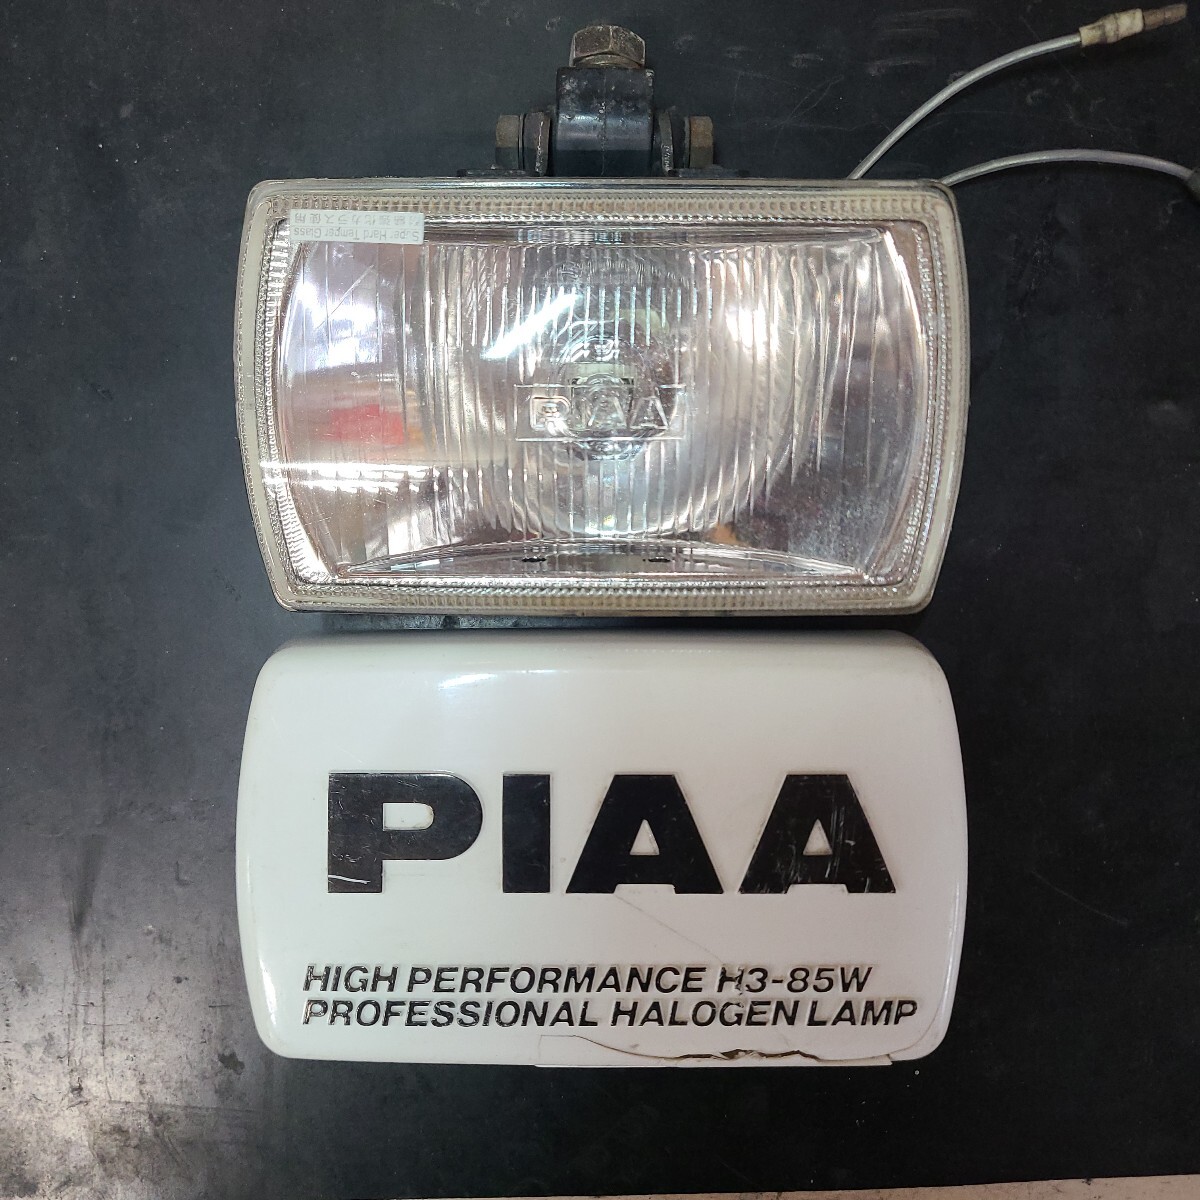 Super Hard Temper Glass
PIAA
PIAA
HIGH PERFORMANCE H3-85W
PROFESSIONAL HALOGEN LAMP